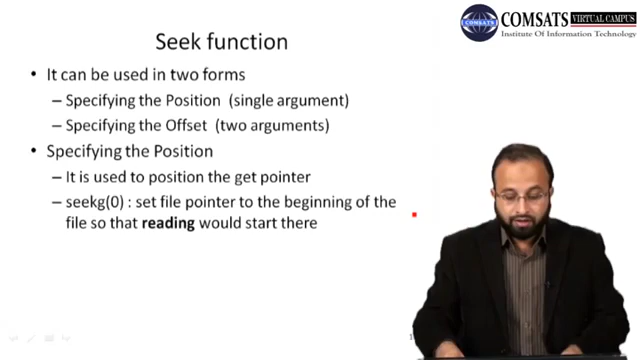 COMSATS VIRTUAL CAMPUS
Institute Of Information Technology
Seek function
• It can be used in two forms
– Specifying the Position (single argument)
– Specifying the Offset (two arguments)
• Specifying the Position
– It is used to position the get pointer
– seekg(0) : set file pointer to the beginning of the
file so that reading would start there